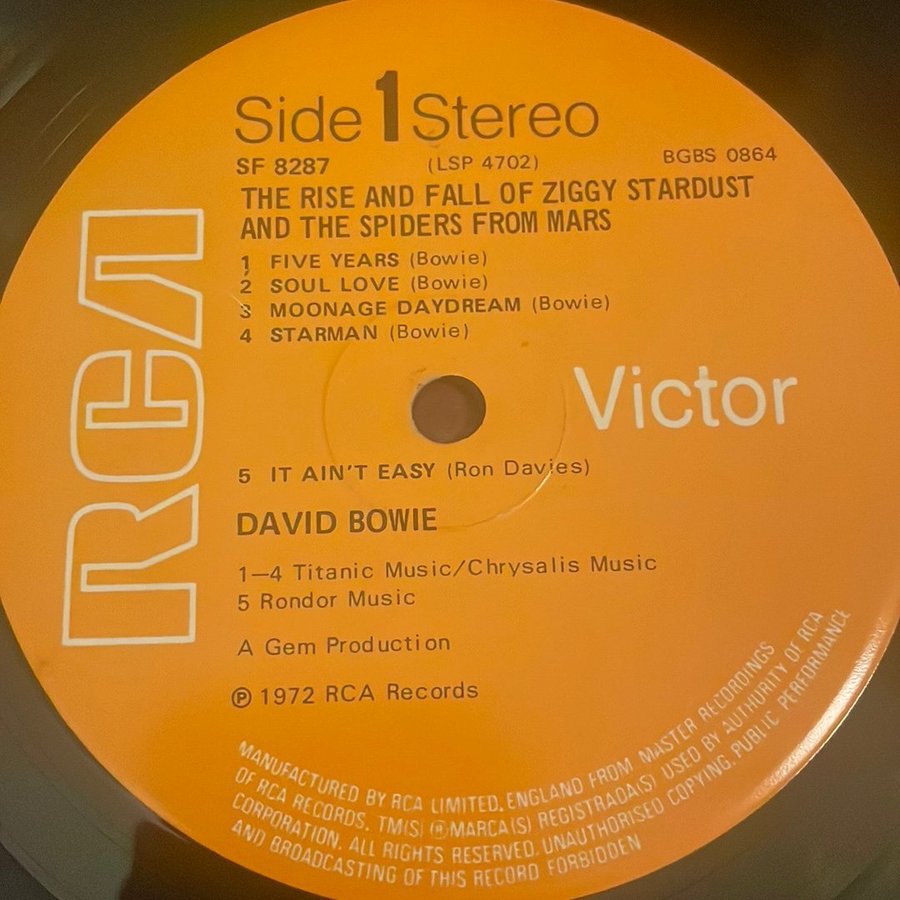 Side 1 Stereo
SF 8287 (LSP 4702) BGBS 0864
THE RISE AND FALL OF ZIGGY STARDUST
AND THE SPIDERS FROM MARS
1 FIVE YEARS (Bowie)
2 SOUL LOVE (Bowie)
3 MOONAGE DAYDREAM (Bowie)
4 STARMAN (Bowie)
RCA
Victor
5 IT AIN'T EASY (Ron Davies)
DAVID BOWIE
1—4 Titanic Music/Chrysalis Music
5 Rondor Music
A Gem Production
℗ 1972 RCA Records
MANUFACTURED BY RCA LIMITED, ENGLAND FROM MASTER RECORDINGS
OF RCA RECORDS. TM(S) ® MARCA(S) REGISTRADA(S) USED BY AUTHORITY OF RCA
CORPORATION. ALL RIGHTS RESERVED. UNAUTHORISED COPYING, PUBLIC PERFORMANCE
AND BROADCASTING OF THIS RECORD FORBIDDEN